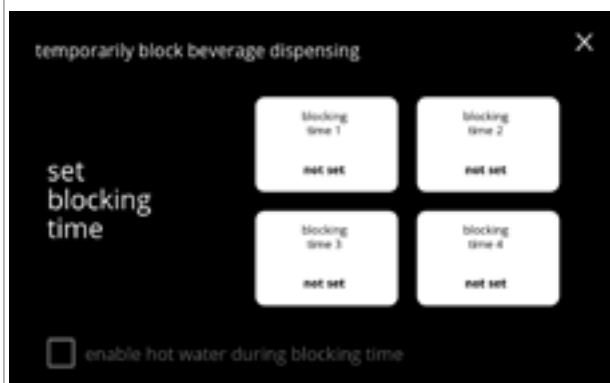 temporarily block beverage dispensing
set
blocking
time
blocking
time 1
not set
blocking
time 2
not set
blocking
time 3
not set
blocking
time 4
not set
enable hot water during blocking time